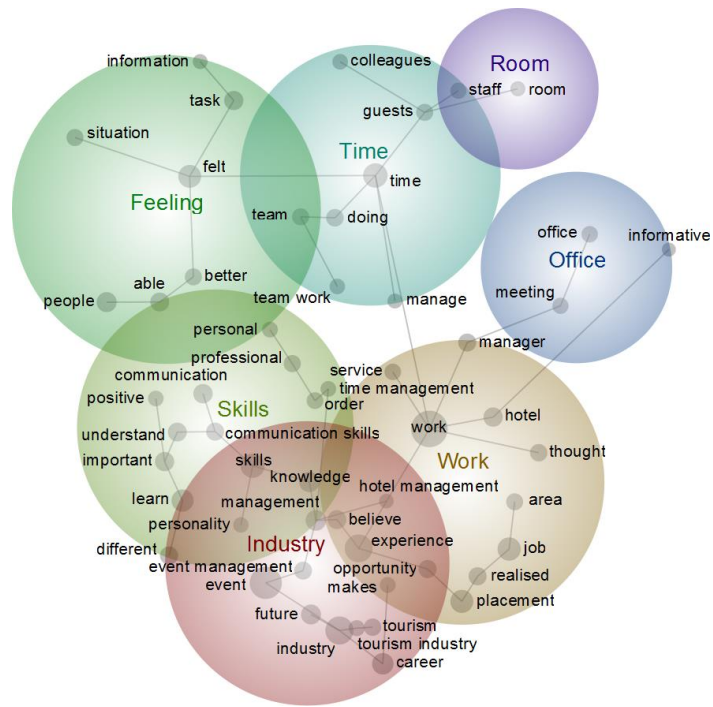 colleagues
information
Room
staff
room
task
guests
situation
Time
felt
time
Feeling
team
doing
office
informative
Office
better
able
people
team work
manage
meeting
personal
professional
manager
communication
service
time management
positive
order
Skills
hotel
understand
communication skills
work
important
skills
Work
thought
knowledge
hotel management
learn
management
area
personality
believe
Industry
experience
different
event management
job
event
opportunity
makes
realised
placement
future
tourism
industry
tourism industry
career